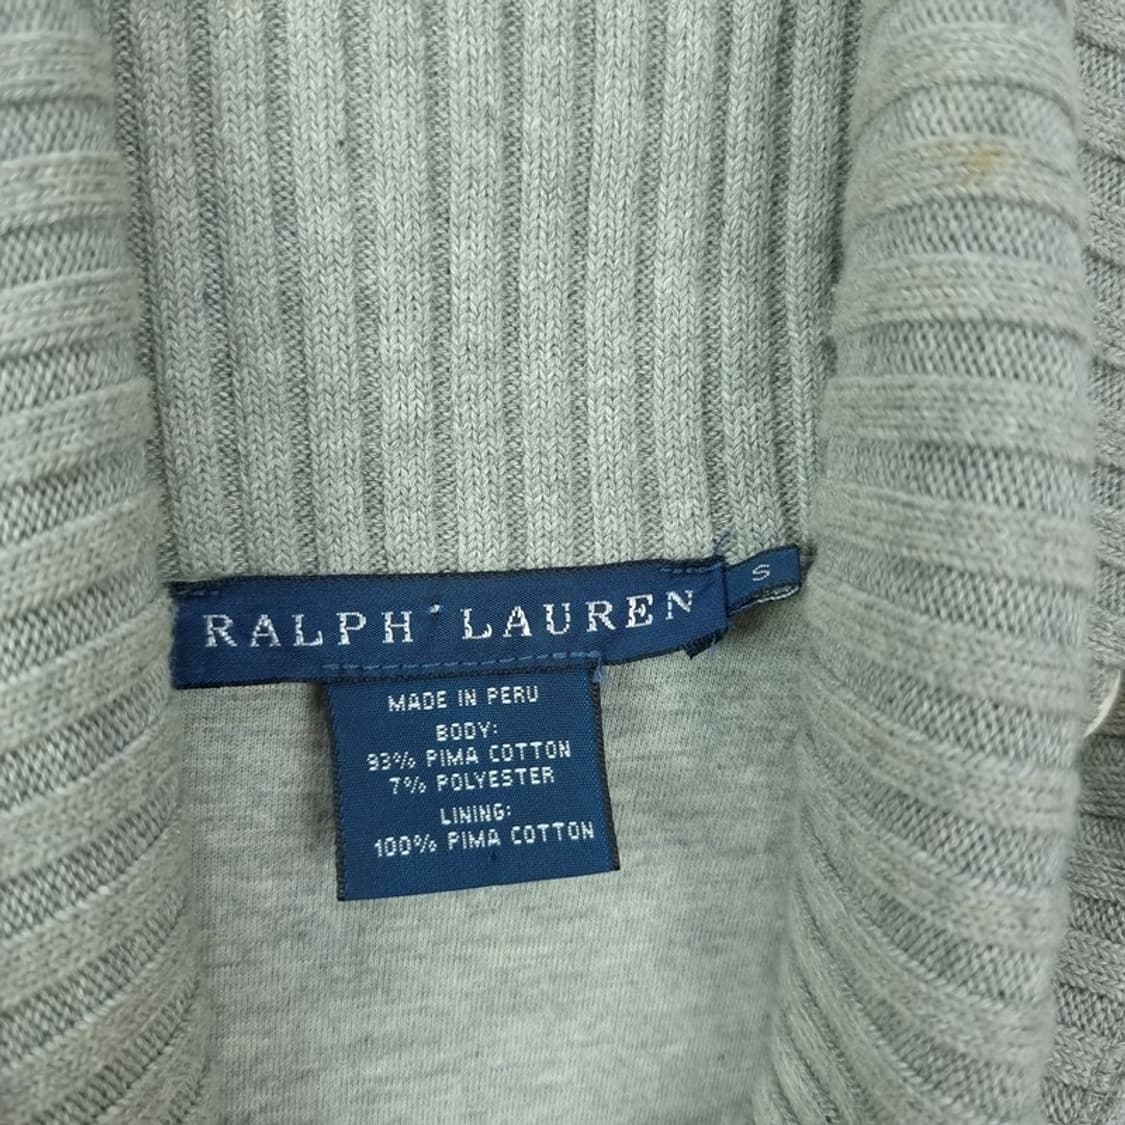 RALPH LAUREN
S
MADE IN PERU
BODY:
93% PIMA COTTON
7% POLYESTER
LINING:
100% PIMA COTTON